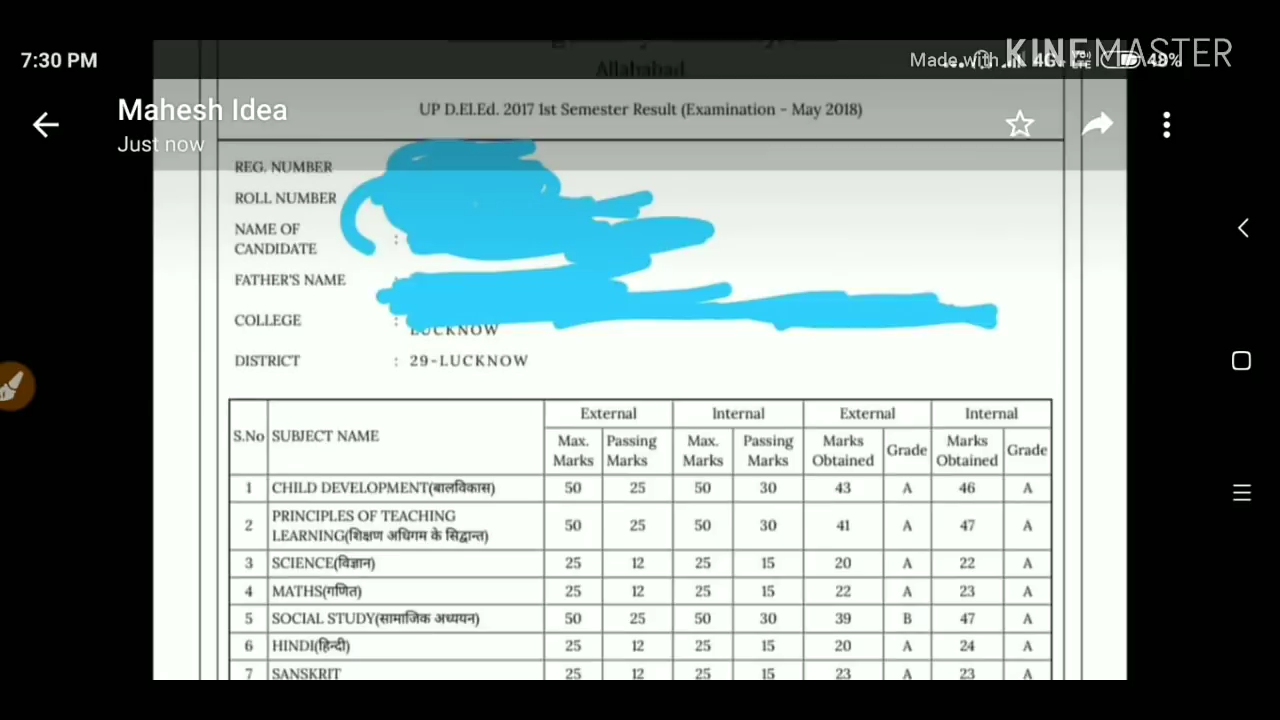 7:30 PM
Made with KINEMASTER
4G
48%
Allahabad
Mahesh Idea
Just now
UP D.El.Ed. 2017 1st Semester Result (Examination - May 2018)
REG. NUMBER
ROLL NUMBER
NAME OF
CANDIDATE :
FATHER'S NAME
COLLEGE :
LUCKNOW
DISTRICT : 29-LUCKNOW
External Internal External Internal
S.No SUBJECT NAME Max. Marks Passing Marks Max. Marks Passing Marks Marks Obtained Grade Marks Obtained Grade
1 CHILD DEVELOPMENT(बालविकास) 50 25 50 30 43 A 46 A
2 PRINCIPLES OF TEACHING
LEARNING(शिक्षण अधिगम के सिद्धान्त) 50 25 50 30 41 A 47 A
3 SCIENCE(विज्ञान) 25 12 25 15 20 A 22 A
4 MATHS(गणित) 25 12 25 15 22 A 23 A
5 SOCIAL STUDY(सामाजिक अध्ययन) 50 25 50 30 39 B 47 A
6 HINDI(हिन्दी) 25 12 25 15 20 A 24 A
7 SANSKRIT 25 12 25 15 23 A 23 A